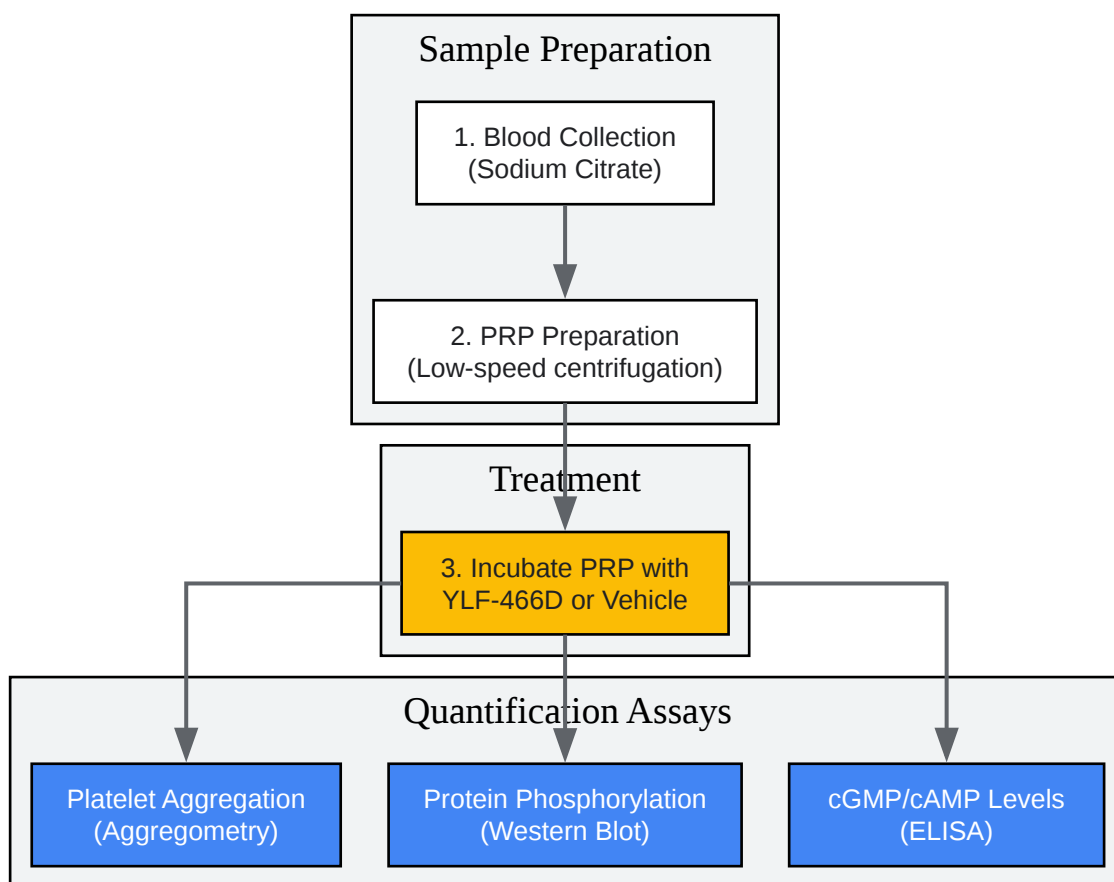 Sample Preparation
1. Blood Collection
(Sodium Citrate)
2. PRP Preparation
(Low-speed centrifugation)
Treatment
3. Incubate PRP with
YLF-466D or Vehicle
Quantification Assays
Platelet Aggregation
(Aggregometry)
Protein Phosphorylation
(Western Blot)
cGMP/cAMP Levels
(ELISA)